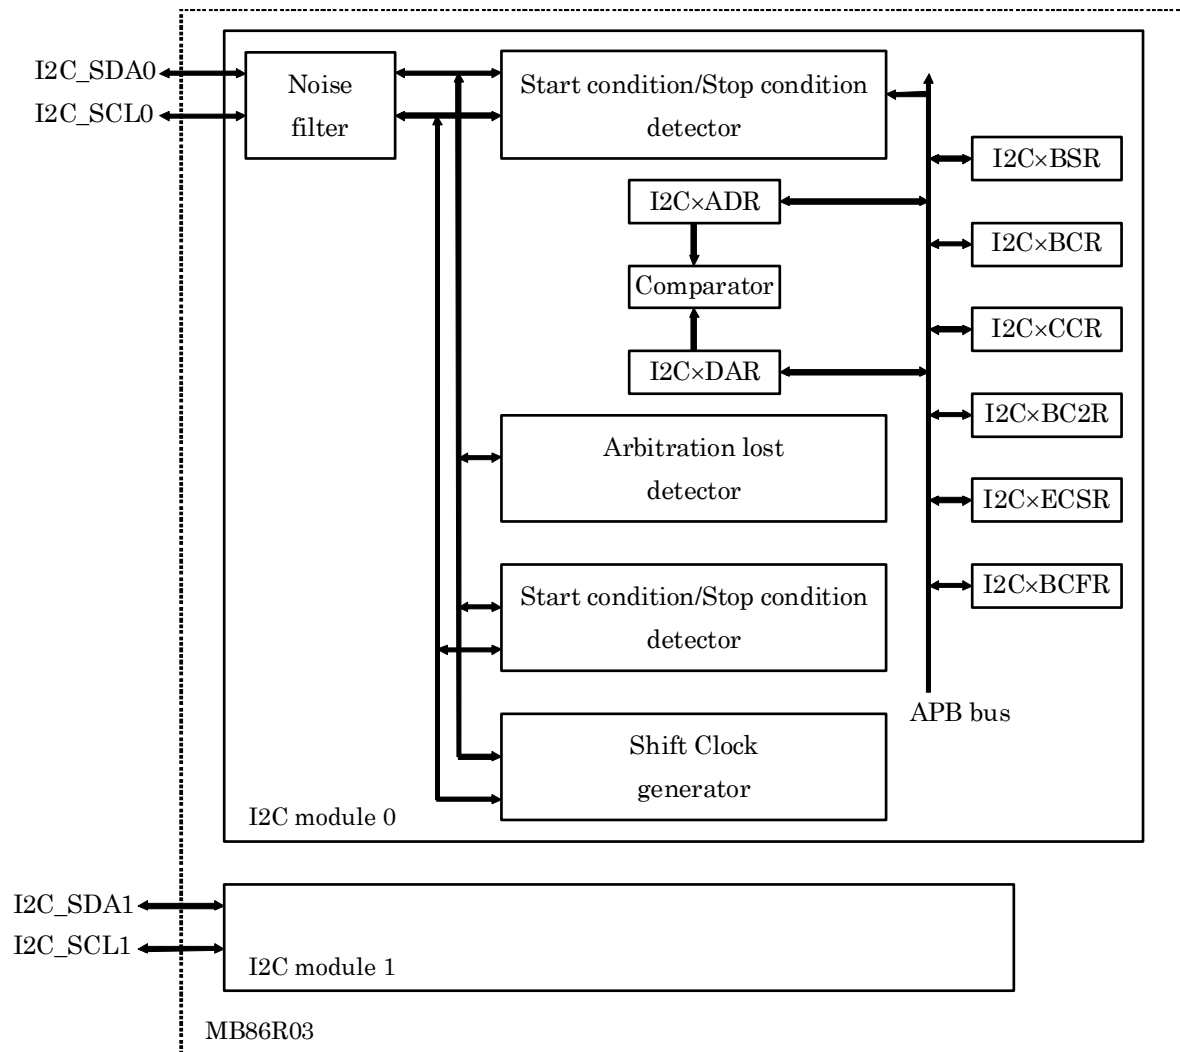 I2C_SDA0
I2C_SCL0
Noise
filter
Start condition/Stop condition
detector
I2C×BSR
I2C×ADR
I2C×BCR
Comparator
I2C×CCR
I2C×DAR
I2C×BC2R
Arbitration lost
detector
I2C×ECSR
I2C×BCFR
Start condition/Stop condition
detector
APB bus
Shift Clock
generator
I2C module 0
I2C_SDA1
I2C_SCL1
I2C module 1
MB86R03